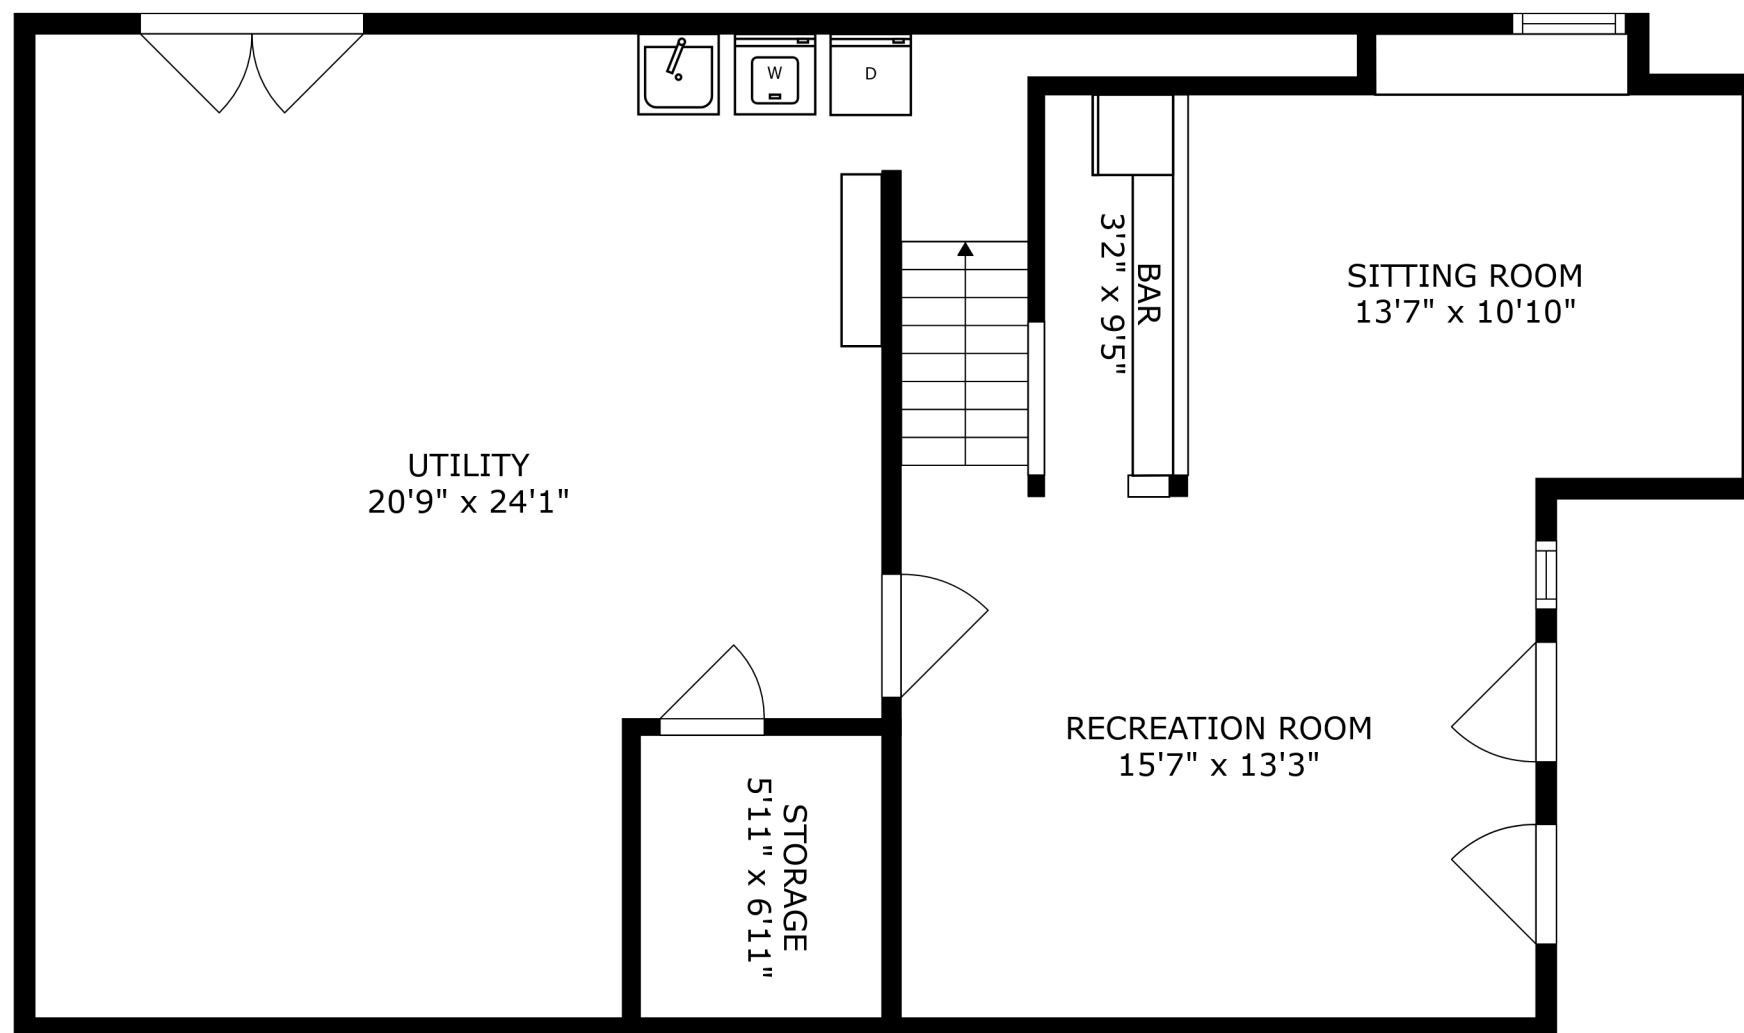 W
D
BAR
3'2" x 9'5"
SITTING ROOM
13'7" x 10'10"
UTILITY
20'9" x 24'1"
RECREATION ROOM
15'7" x 13'3"
STORAGE
5'11" x 6'11"